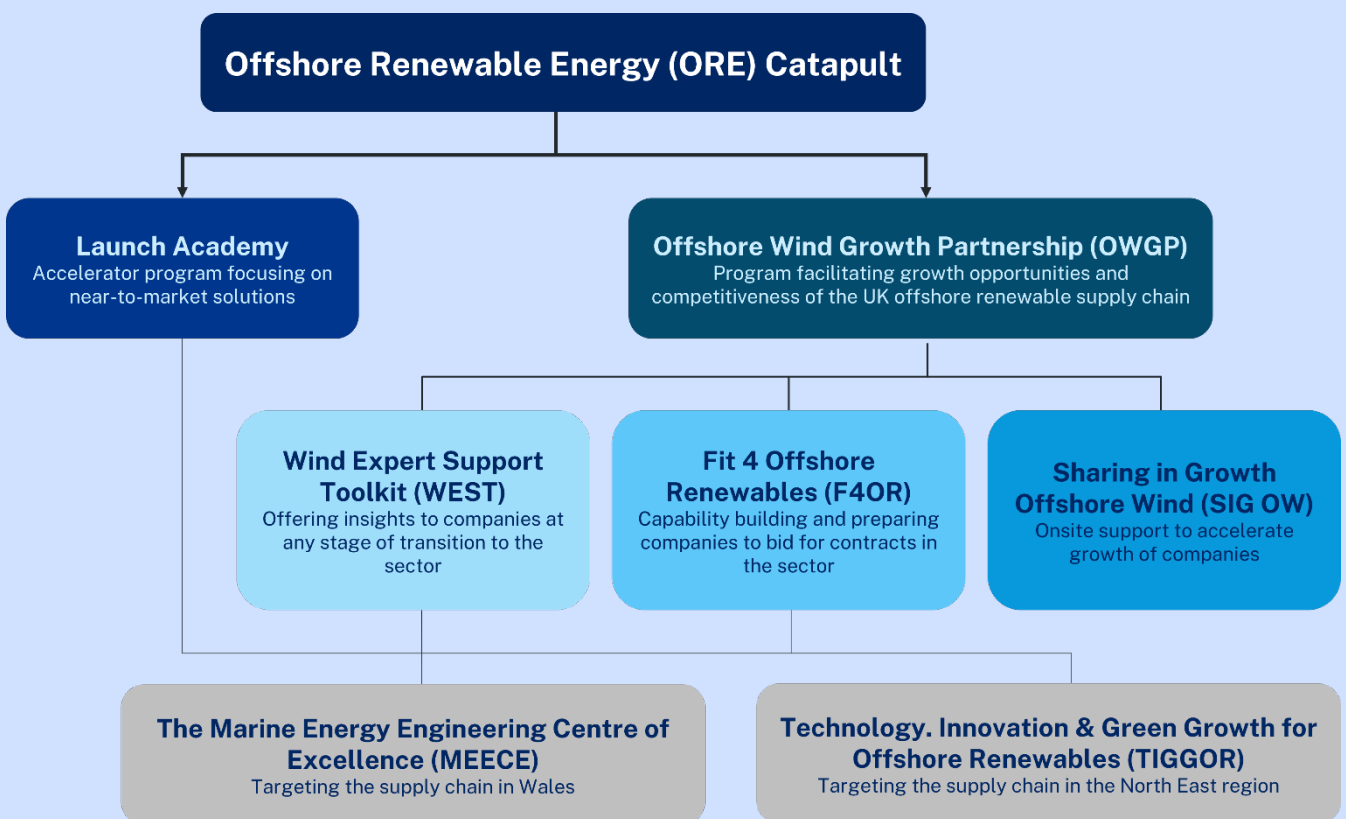 Offshore Renewable Energy (ORE) Catapult
Launch Academy
Accelerator program focusing on
near-to-market solutions
Offshore Wind Growth Partnership (OWGP)
Program facilitating growth opportunities and
competitiveness of the UK offshore renewable supply chain
Wind Expert Support
Toolkit (WEST)
Offering insights to companies at
any stage of transition to the
sector
Fit 4 Offshore
Renewables (F4OR)
Capability building and preparing
companies to bid for contracts in
the sector
Sharing in Growth
Offshore Wind (SIG OW)
Onsite support to accelerate
growth of companies
The Marine Energy Engineering Centre of
Excellence (MEECE)
Targeting the supply chain in Wales
Technology. Innovation & Green Growth for
Offshore Renewables (TIGGOR)
Targeting the supply chain in the North East region